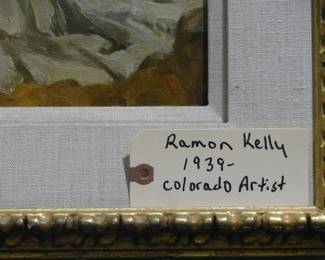 Ramon Kelly
1939-
Colorado Artist